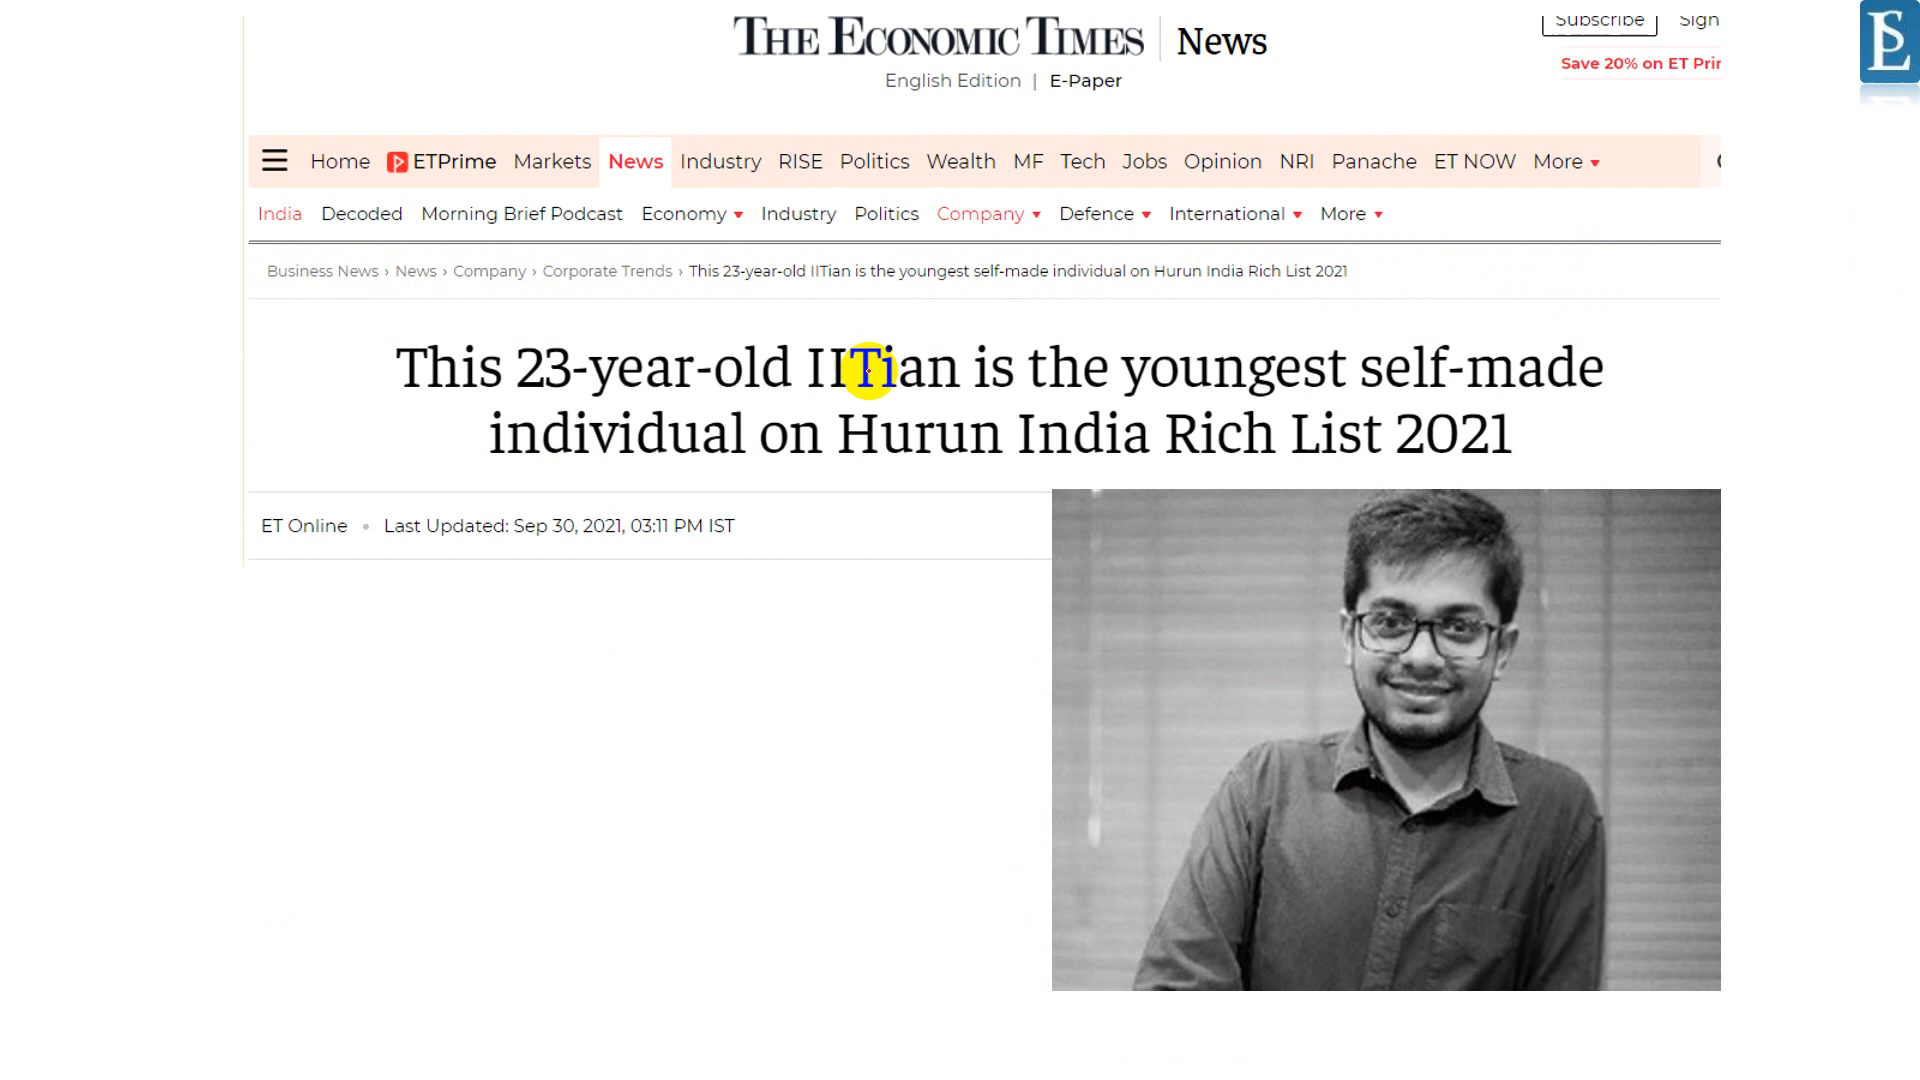 THE ECONOMIC TIMES | News
Subscribe Sign
English Edition | E-Paper
Save 20% on ET Prir
Home ETPrime Markets News Industry RISE Politics Wealth MF Tech Jobs Opinion NRI Panache ET NOW More
India Decoded Morning Brief Podcast Economy Industry Politics Company Defence International More
Business News › News › Company › Corporate Trends › This 23-year-old IITian is the youngest self-made individual on Hurun India Rich List 2021
This 23-year-old IITian is the youngest self-made
individual on Hurun India Rich List 2021
ET Online • Last Updated: Sep 30, 2021, 03:11 PM IST